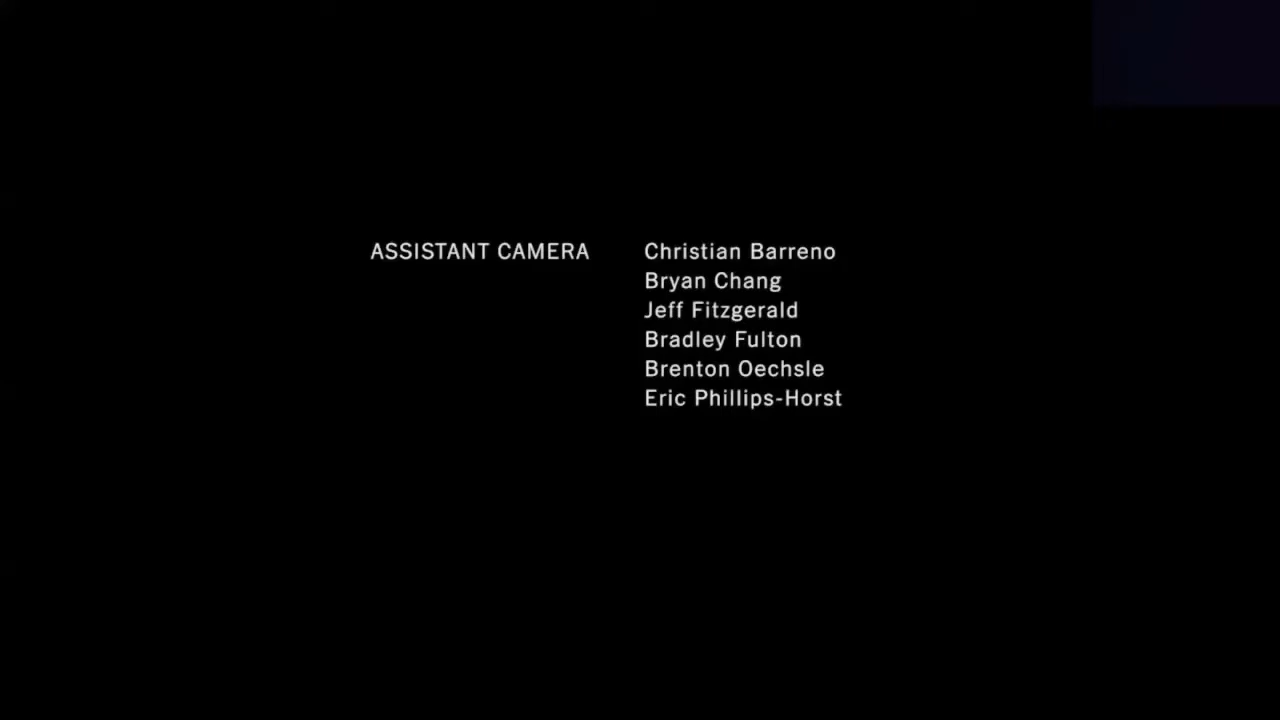 ASSISTANT CAMERA Christian Barreno
Bryan Chang
Jeff Fitzgerald
Bradley Fulton
Brenton Oechsle
Eric Phillips-Horst